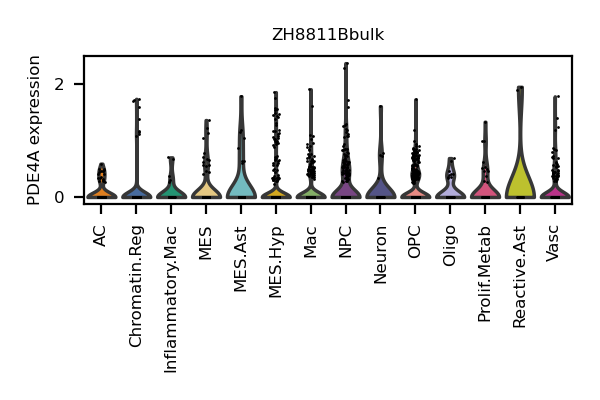 ZH8811Bbulk
PDE4A expression
2
0
AC
Chromatin.Reg
Inflammatory.Mac
MES
MES.Ast
MES.Hyp
Mac
NPC
Neuron
OPC
Oligo
Prolif.Metab
Reactive.Ast
Vasc